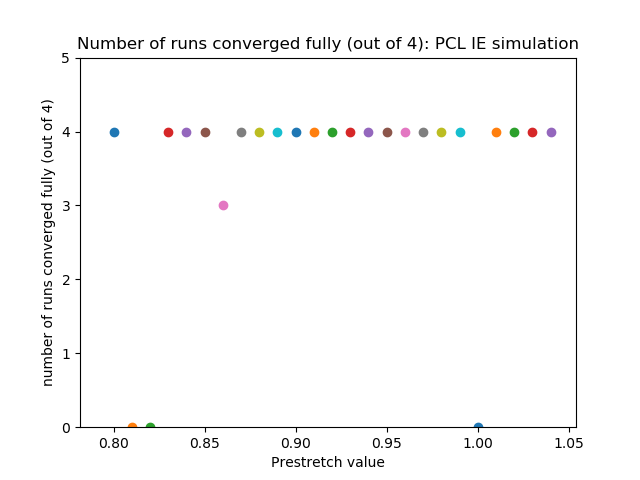 Number of runs converged fully (out of 4): PCL IE simulation
number of runs converged fully (out of 4)
5
4
3
2
1
0
0.80 0.85 0.90 0.95 1.00 1.05
Prestretch value